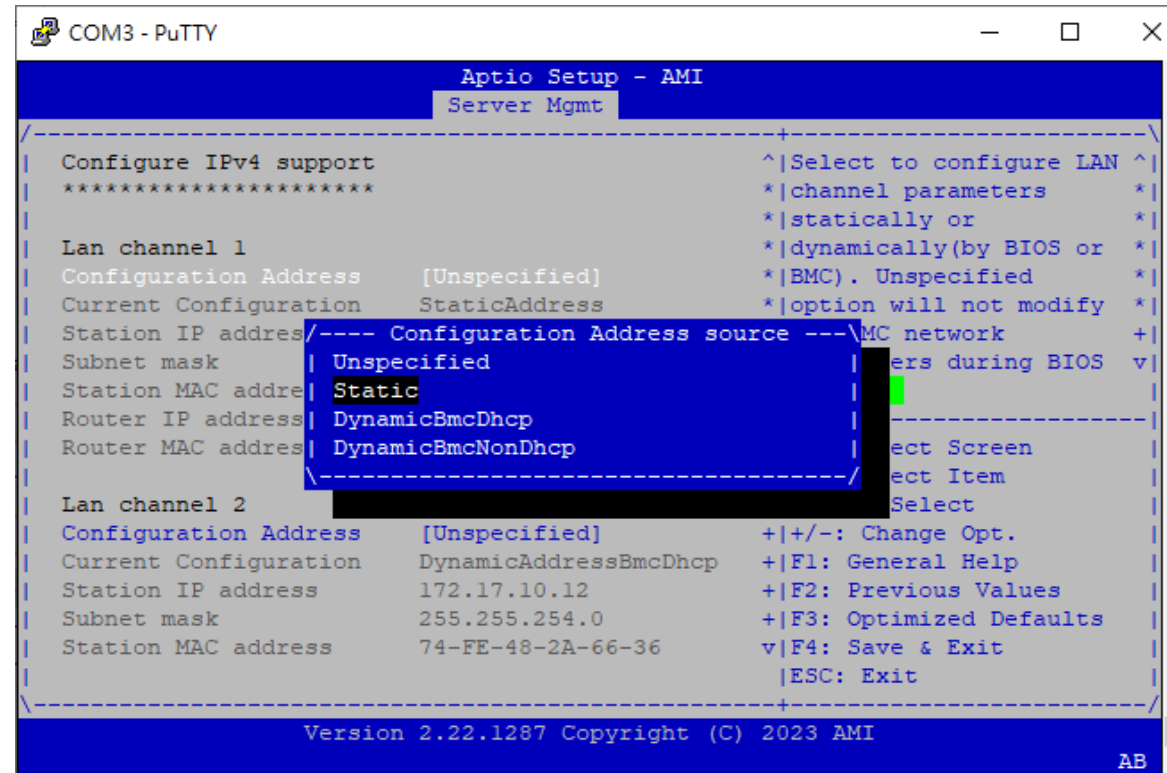 COM3 - PuTTY
Aptio Setup - AMI
Server Mgmt
/----------------------------------------------------+-------------------------\
| Configure IPv4 support ^|Select to configure LAN ^|
| ********************** *|channel parameters *|
| *|statically or *|
| Lan channel 1 *|dynamically(by BIOS or *|
| Configuration Address [Unspecified] *|BMC). Unspecified *|
| Current Configuration StaticAddress *|option will not modify *|
| Station IP addres/---- Configuration Address source ---\MC network +|
| Subnet mask | Unspecified | ers during BIOS v|
| Station MAC addre| Static | |
| Router IP address| DynamicBmcDhcp |------------------|
| Router MAC addres| DynamicBmcNonDhcp | ect Screen |
| \-------------------------------------/ ect Item |
| Lan channel 2 Select |
| Configuration Address [Unspecified] +|+/-: Change Opt. |
| Current Configuration DynamicAddressBmcDhcp +|F1: General Help |
| Station IP address 172.17.10.12 +|F2: Previous Values |
| Subnet mask 255.255.254.0 +|F3: Optimized Defaults |
| Station MAC address 74-FE-48-2A-66-36 v|F4: Save & Exit |
| |ESC: Exit |
\----------------------------------------------------+-------------------------/
Version 2.22.1287 Copyright (C) 2023 AMI
AB